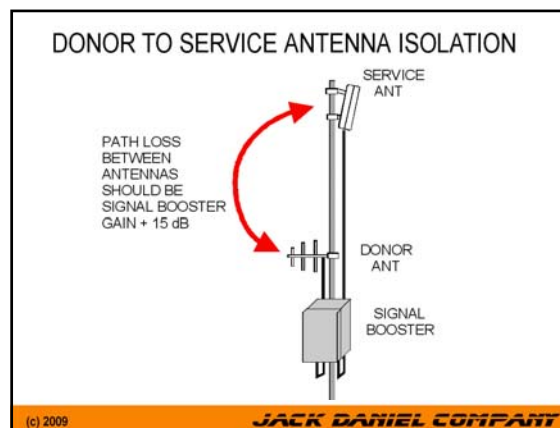 DONOR TO SERVICE ANTENNA ISOLATION
SERVICE
ANT
PATH LOSS
BETWEEN
ANTENNAS
SHOULD BE
SIGNAL BOOSTER
GAIN + 15 dB
DONOR
ANT
SIGNAL
BOOSTER
(c) 2009
JACK DANIEL COMPANY